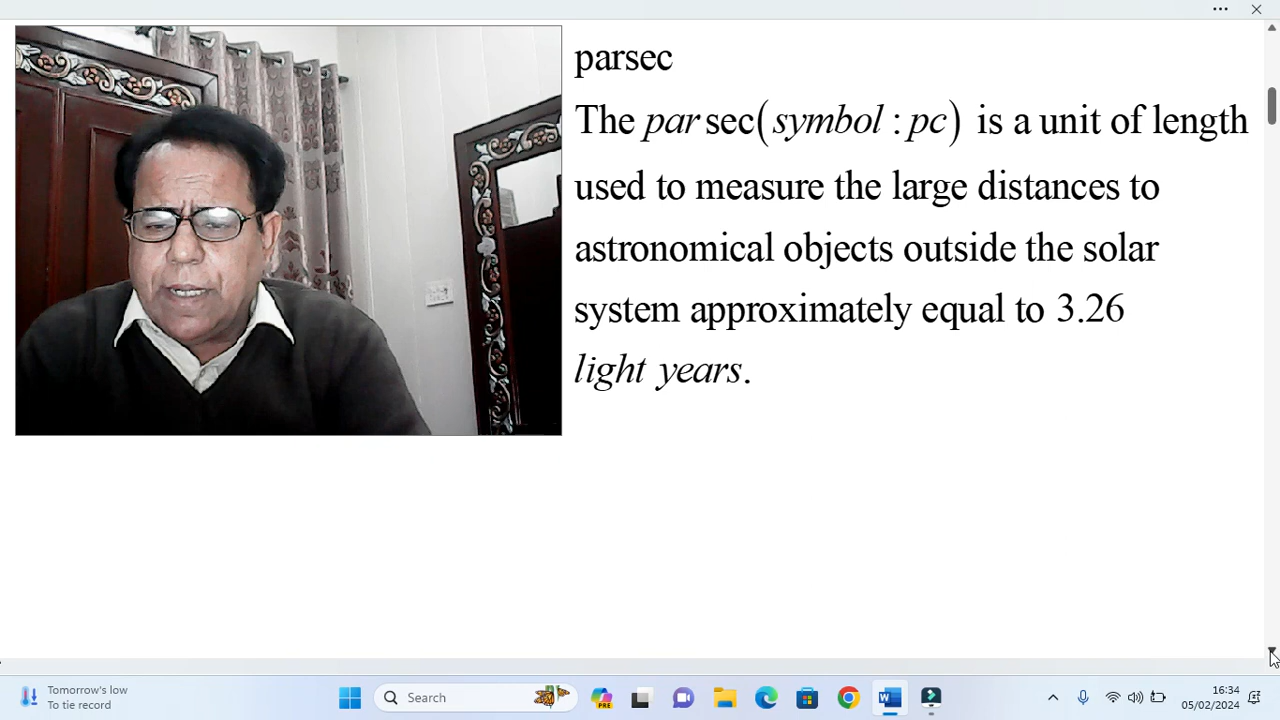 parsec
The parsec(symbol : pc) is a unit of length
used to measure the large distances to
astronomical objects outside the solar
system approximately equal to 3.26
light years.
Tomorrow's low
To tie record
Search
PRE
16:34
05/02/2024